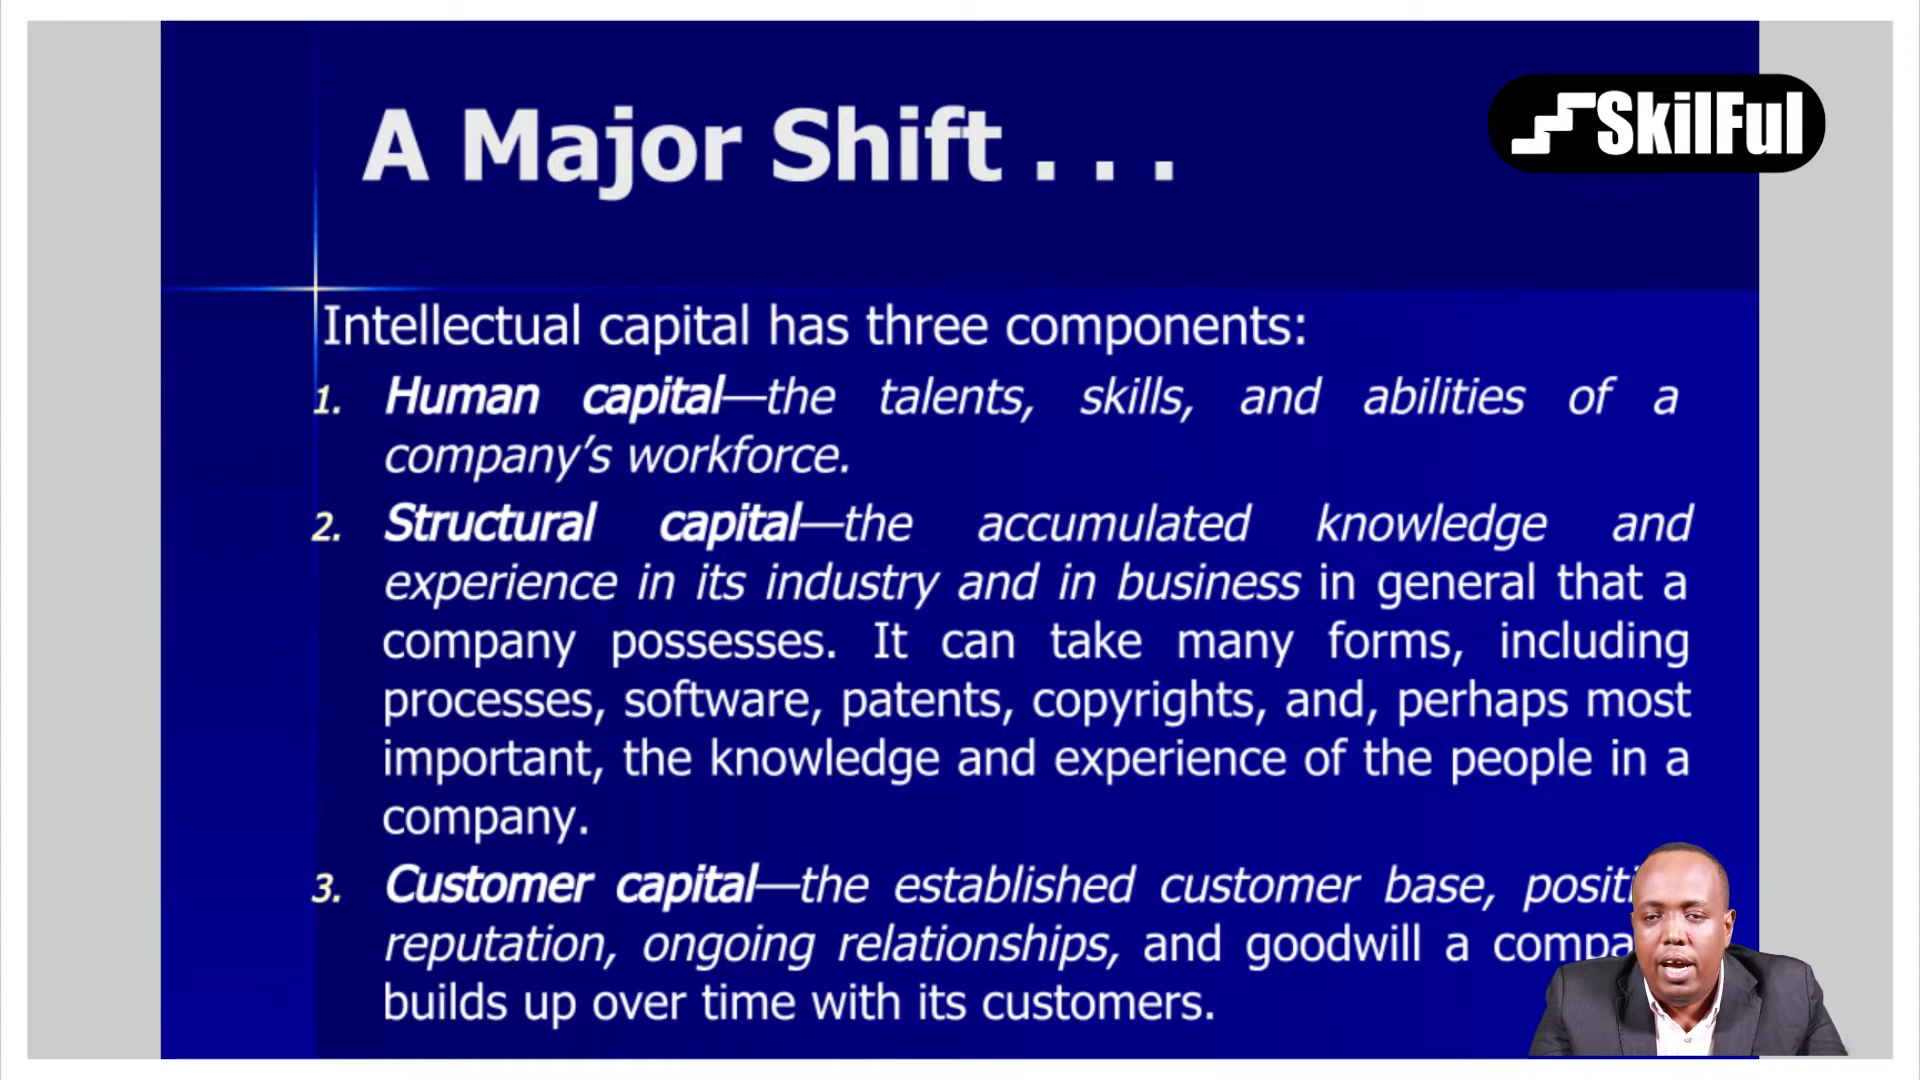 A Major Shift . . .
SkilFul
Intellectual capital has three components:
1. Human capital—the talents, skills, and abilities of a
company's workforce.
2. Structural capital—the accumulated knowledge and
experience in its industry and in business in general that a
company possesses. It can take many forms, including
processes, software, patents, copyrights, and, perhaps most
important, the knowledge and experience of the people in a
company.
3. Customer capital—the established customer base,
reputation, ongoing relationships, and goodwill a
builds up over time with its customers.